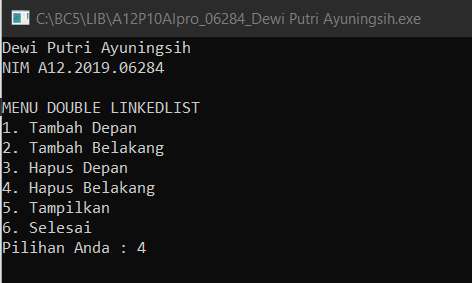 C:\BC5\LIB\A12P10Alpro_06284_Dewi Putri Ayuningsih.exe
Dewi Putri Ayuningsih
NIM A12.2019.06284
MENU DOUBLE LINKEDLIST
1. Tambah Depan
2. Tambah Belakang
3. Hapus Depan
4. Hapus Belakang
5. Tampilkan
6. Selesai
Pilihan Anda : 4